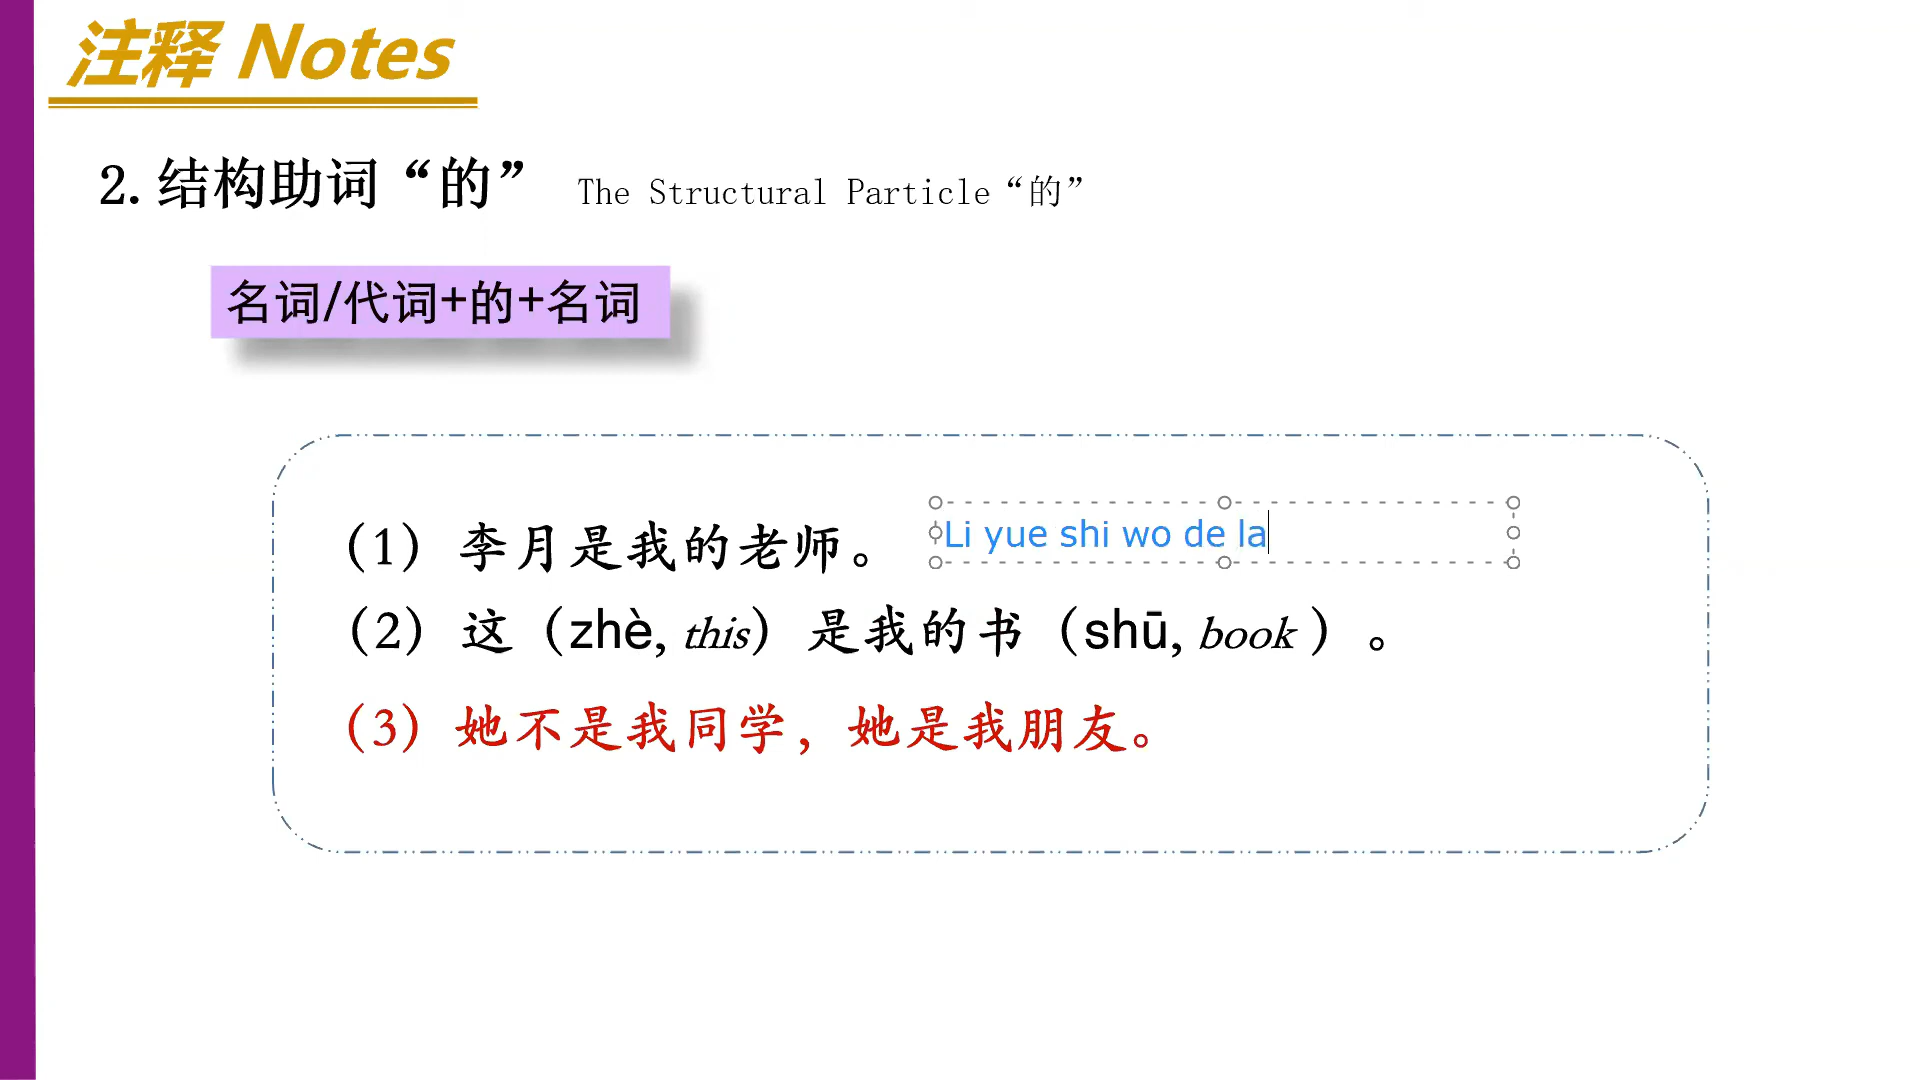 注释 Notes
2. 结构助词“的” The Structural Particle“的”
名词/代词+的+名词
（1）李月是我的老师。 Li yue shi wo de la
（2）这（zhè, this）是我的书（shū, book ）。
（3）她不是我同学，她是我朋友。